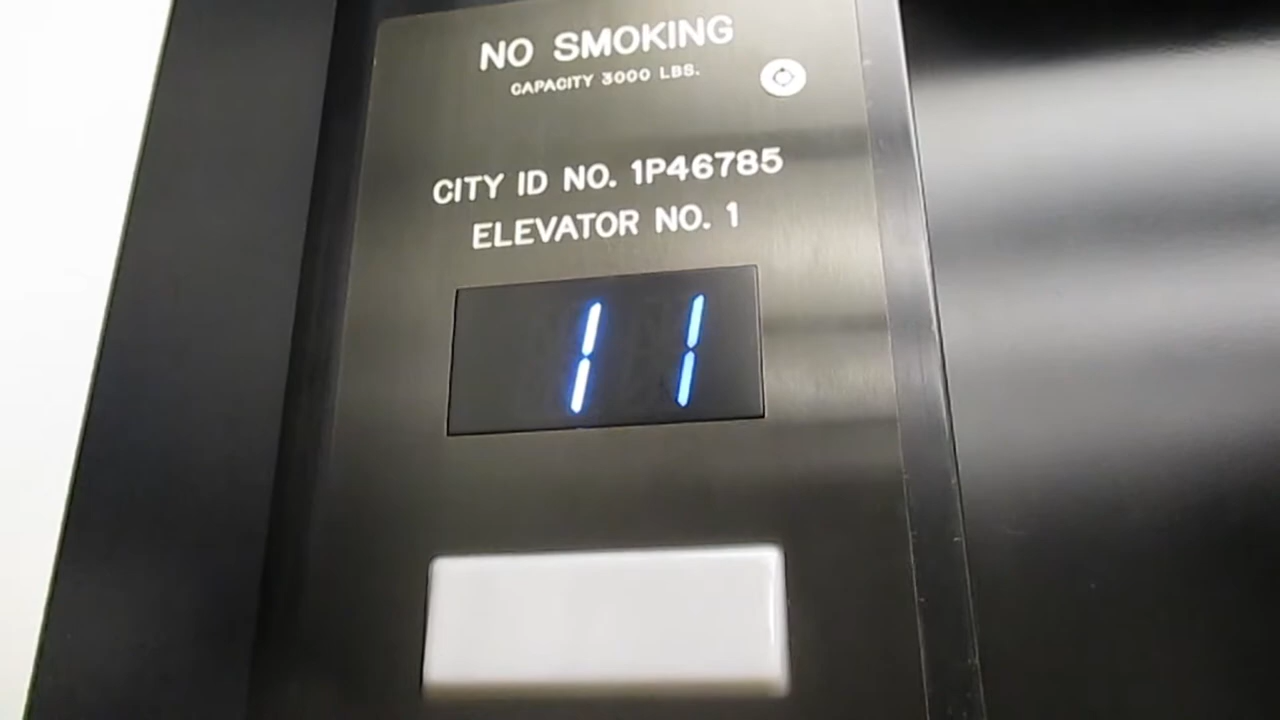 NO SMOKING
CAPACITY 3000 LBS.
CITY ID NO. 1P46785
ELEVATOR NO. 1
11